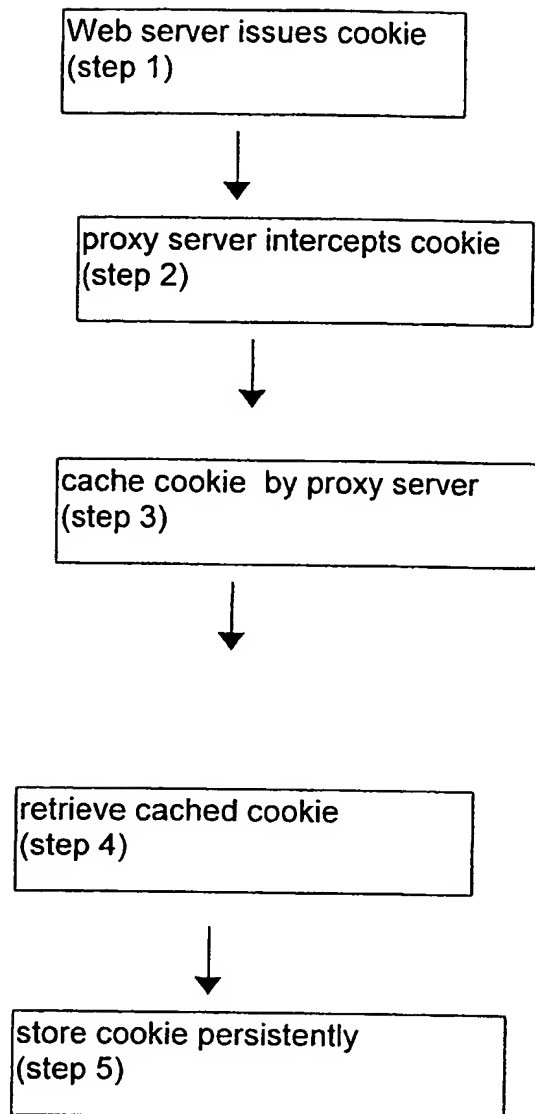 Web server issues cookie
(step 1)
proxy server intercepts cookie
(step 2)
cache cookie by proxy server
(step 3)
retrieve cached cookie
(step 4)
store cookie persistently
(step 5)